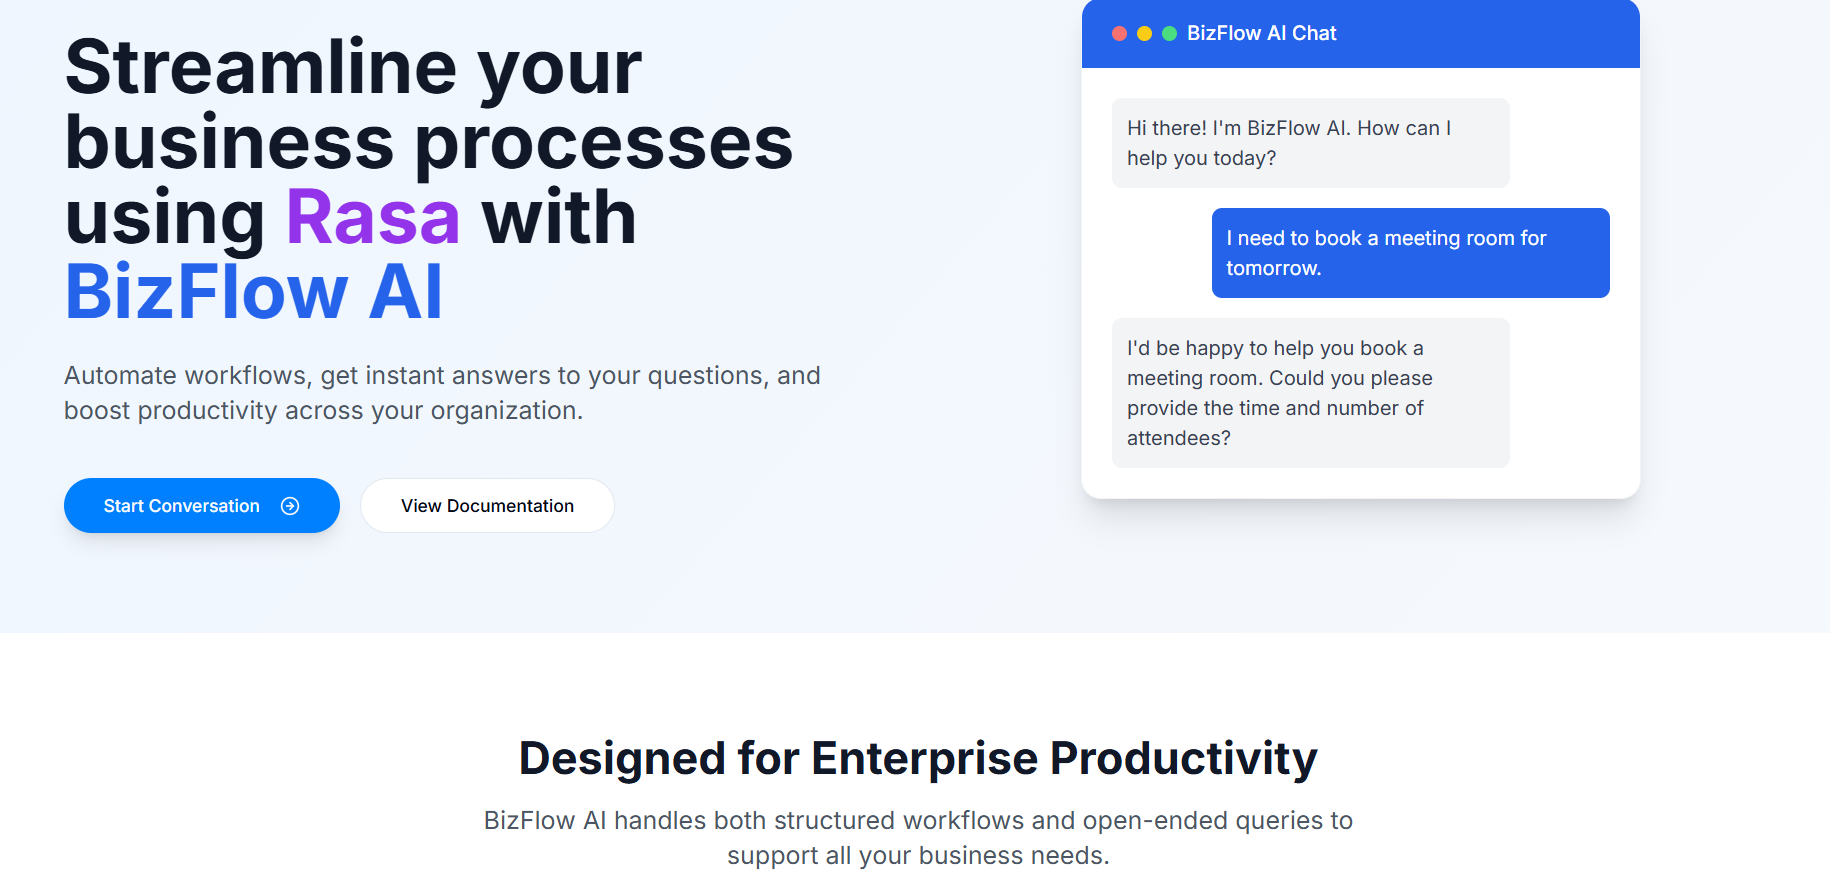 Streamline your
business processes
using Rasa with
BizFlow AI
Automate workflows, get instant answers to your questions, and
boost productivity across your organization.
Start Conversation
View Documentation
BizFlow AI Chat
Hi there! I'm BizFlow AI. How can I
help you today?
I need to book a meeting room for
tomorrow.
I'd be happy to help you book a
meeting room. Could you please
provide the time and number of
attendees?
Designed for Enterprise Productivity
BizFlow AI handles both structured workflows and open-ended queries to
support all your business needs.